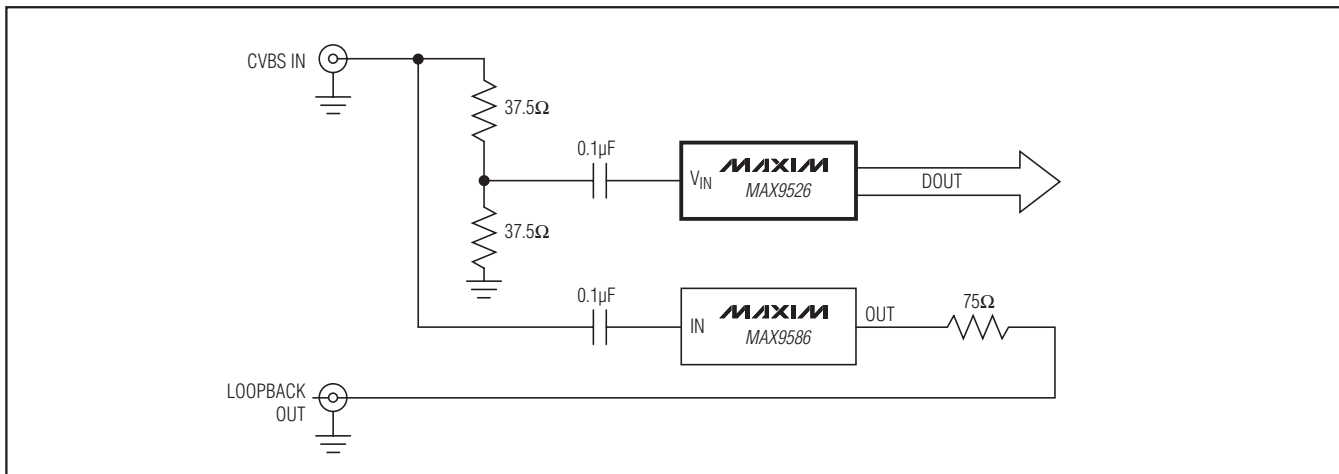 CVBS IN
37.5Ω
0.1µF
VIN
MAXIM
MAX9526
DOUT
37.5Ω
0.1µF
IN
MAXIM
MAX9586
OUT
75Ω
LOOPBACK
OUT